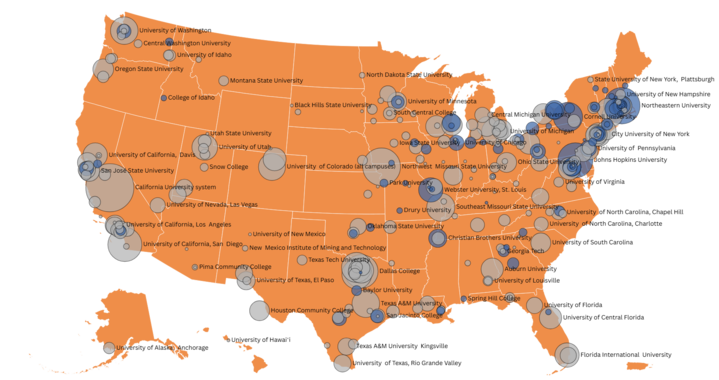 University of Washington
Central Washington University
University of Idaho
Oregon State University
Montana State University
North Dakota State University
State University of New York, Plattsburgh
University of New Hampshire
College of Idaho
Black Hills State University
University of Minnesota
South Central College
Central Michigan University
Northeastern University
Cornell University
Utah State University
University of Utah,
Iowa State University
University of Michigan
University of Chicago
City University of New York
University of Pennsylvania
University of California, Davis
San José State University
Snow College
University of Colorado (all campuses)
Northwest Missouri State University
Ohio State University
Johns Hopkins University
California University system
Park University
Webster University, St. Louis
University of Virginia
University of Nevada, Las Vegas
Drury University
Southeast Missouri State University
University of North Carolina, Chapel Hill
University of California, Los Angeles
University of New Mexico
Oklahoma State University
Christian Brothers University
University of North Carolina, Charlotte
University of California, San Diego
New Mexico Institute of Mining and Technology
Georgia Tech
University of South Carolina
Pima Community College
Texas Tech University
Dallas College
Auburn University
University of Texas, El Paso
Baylor University
University of Louisville
Houston Community College
Texas A&M University
San Jacinto College
Spring Hill College
University of Florida
University of Central Florida
University of Alaska, Anchorage
University of Hawai'i
Texas A&M University Kingsville
University of Texas, Rio Grande Valley
Florida International University